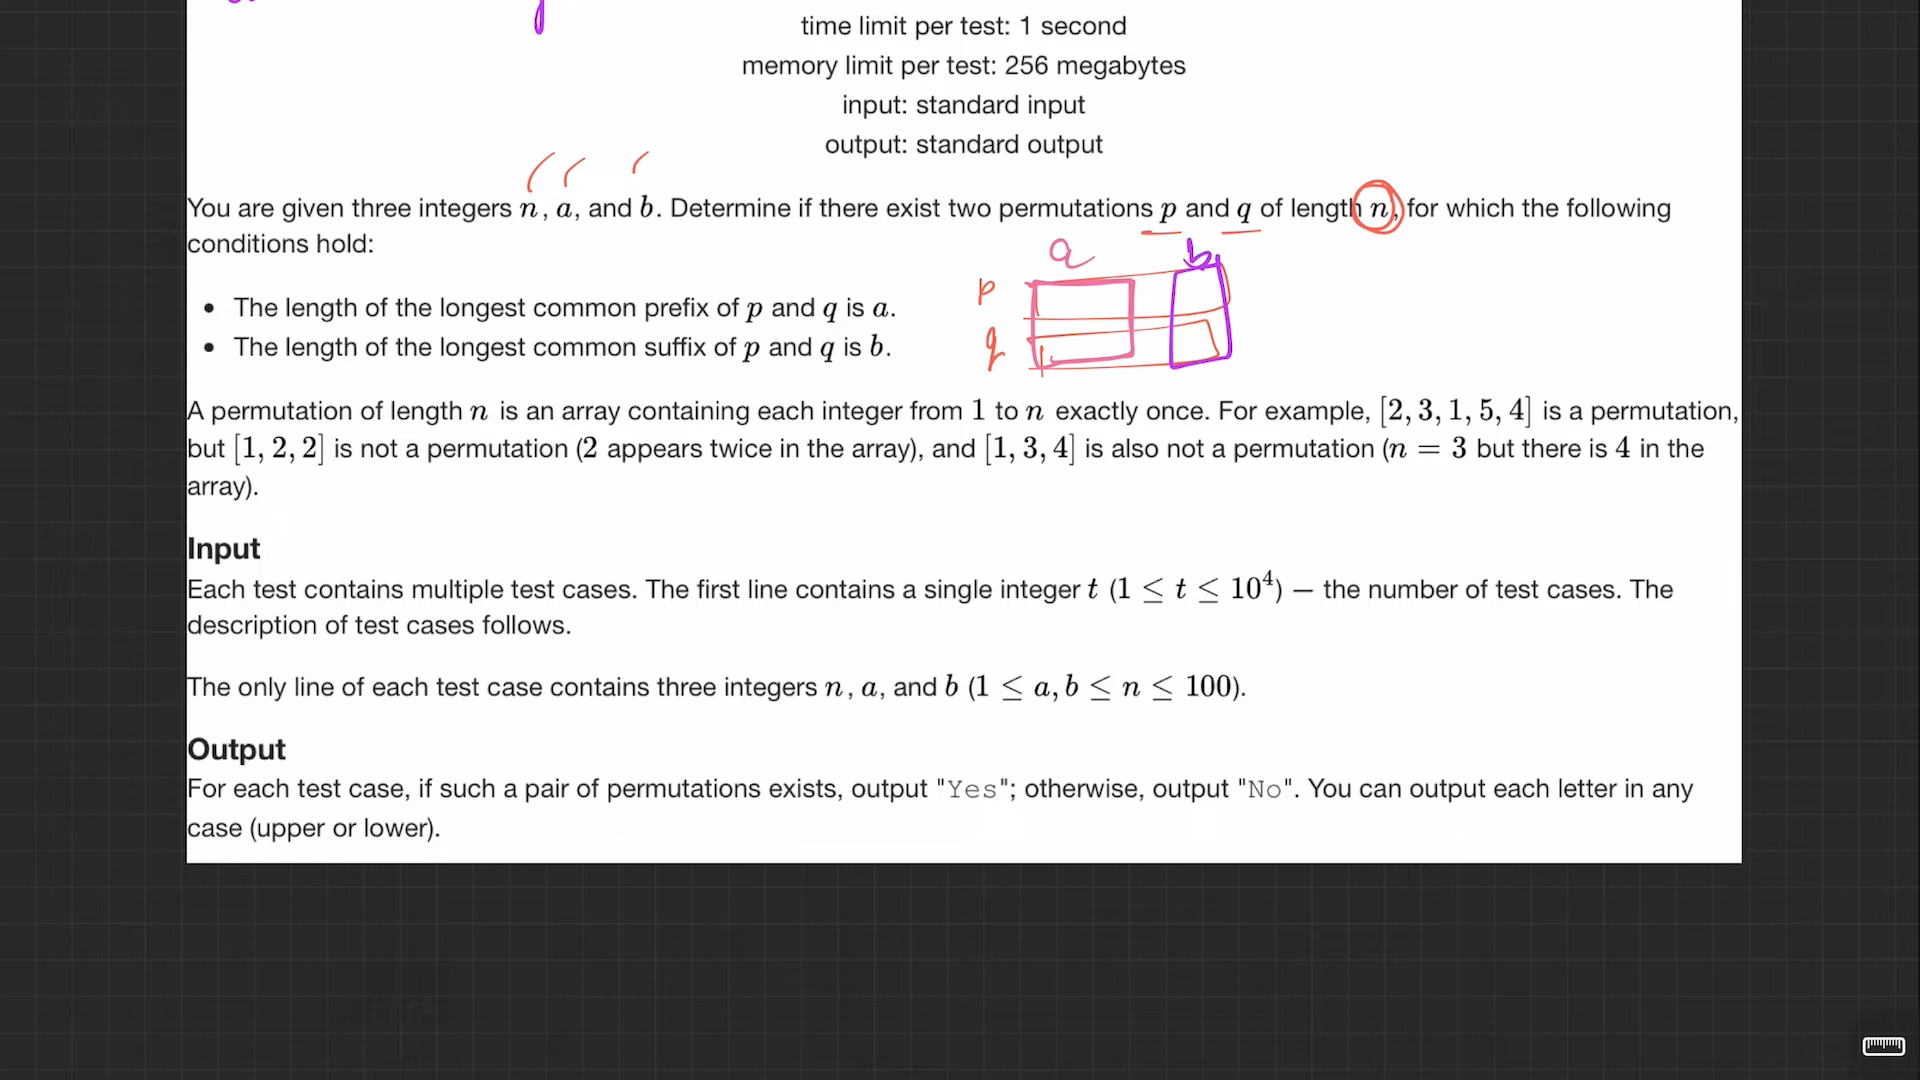 time limit per test: 1 second
memory limit per test: 256 megabytes
input: standard input
output: standard output
You are given three integers n, a, and b. Determine if there exist two permutations p and q of length n, for which the following
conditions hold:
a
b
p
• The length of the longest common prefix of p and q is a.
q
• The length of the longest common suffix of p and q is b.
A permutation of length n is an array containing each integer from 1 to n exactly once. For example, [2, 3, 1, 5, 4] is a permutation,
but [1, 2, 2] is not a permutation (2 appears twice in the array), and [1, 3, 4] is also not a permutation (n = 3 but there is 4 in the
array).
Input
Each test contains multiple test cases. The first line contains a single integer t (1 ≤ t ≤ 10⁴) — the number of test cases. The
description of test cases follows.
The only line of each test case contains three integers n, a, and b (1 ≤ a, b ≤ n ≤ 100).
Output
For each test case, if such a pair of permutations exists, output "Yes"; otherwise, output "No". You can output each letter in any
case (upper or lower).